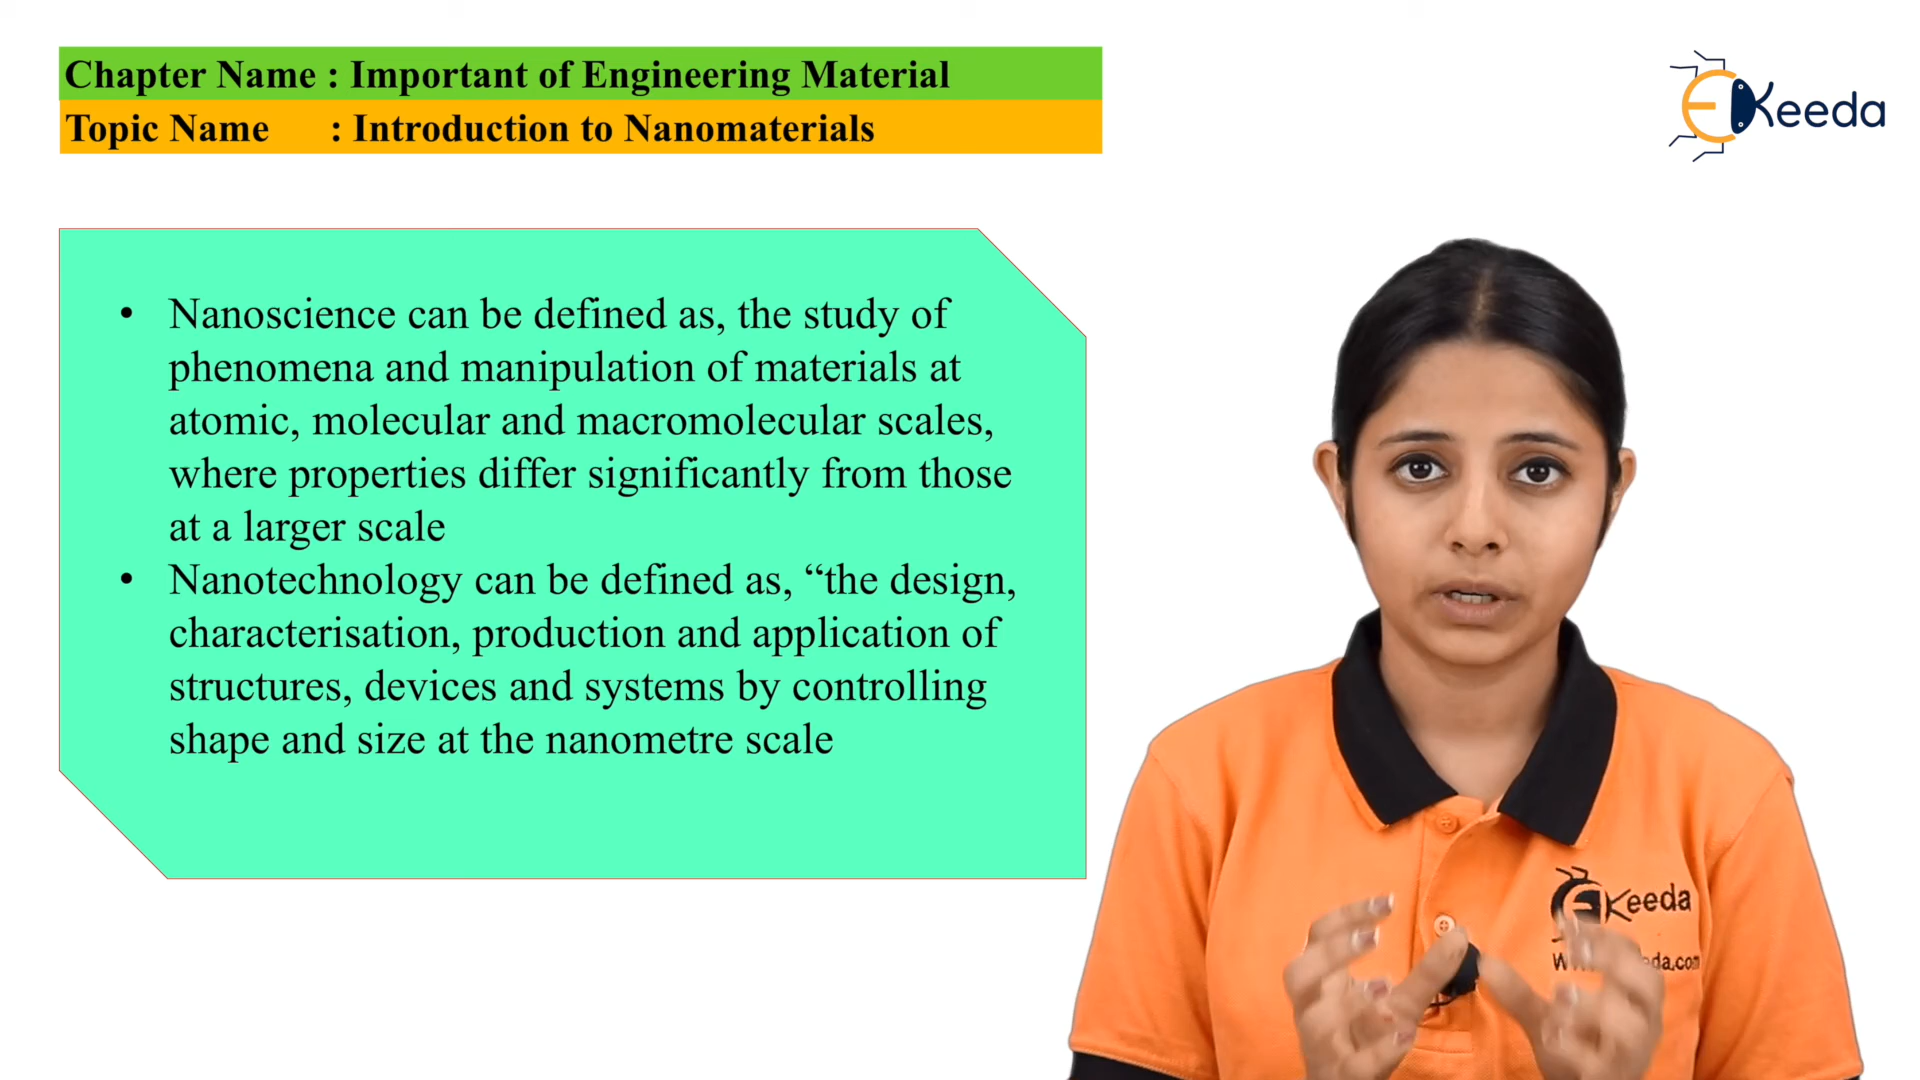 Chapter Name : Important of Engineering Material
Topic Name : Introduction to Nanomaterials
EKeeda
• Nanoscience can be defined as, the study of
phenomena and manipulation of materials at
atomic, molecular and macromolecular scales,
where properties differ significantly from those
at a larger scale
• Nanotechnology can be defined as, “the design,
characterisation, production and application of
structures, devices and systems by controlling
shape and size at the nanometre scale
EKeeda